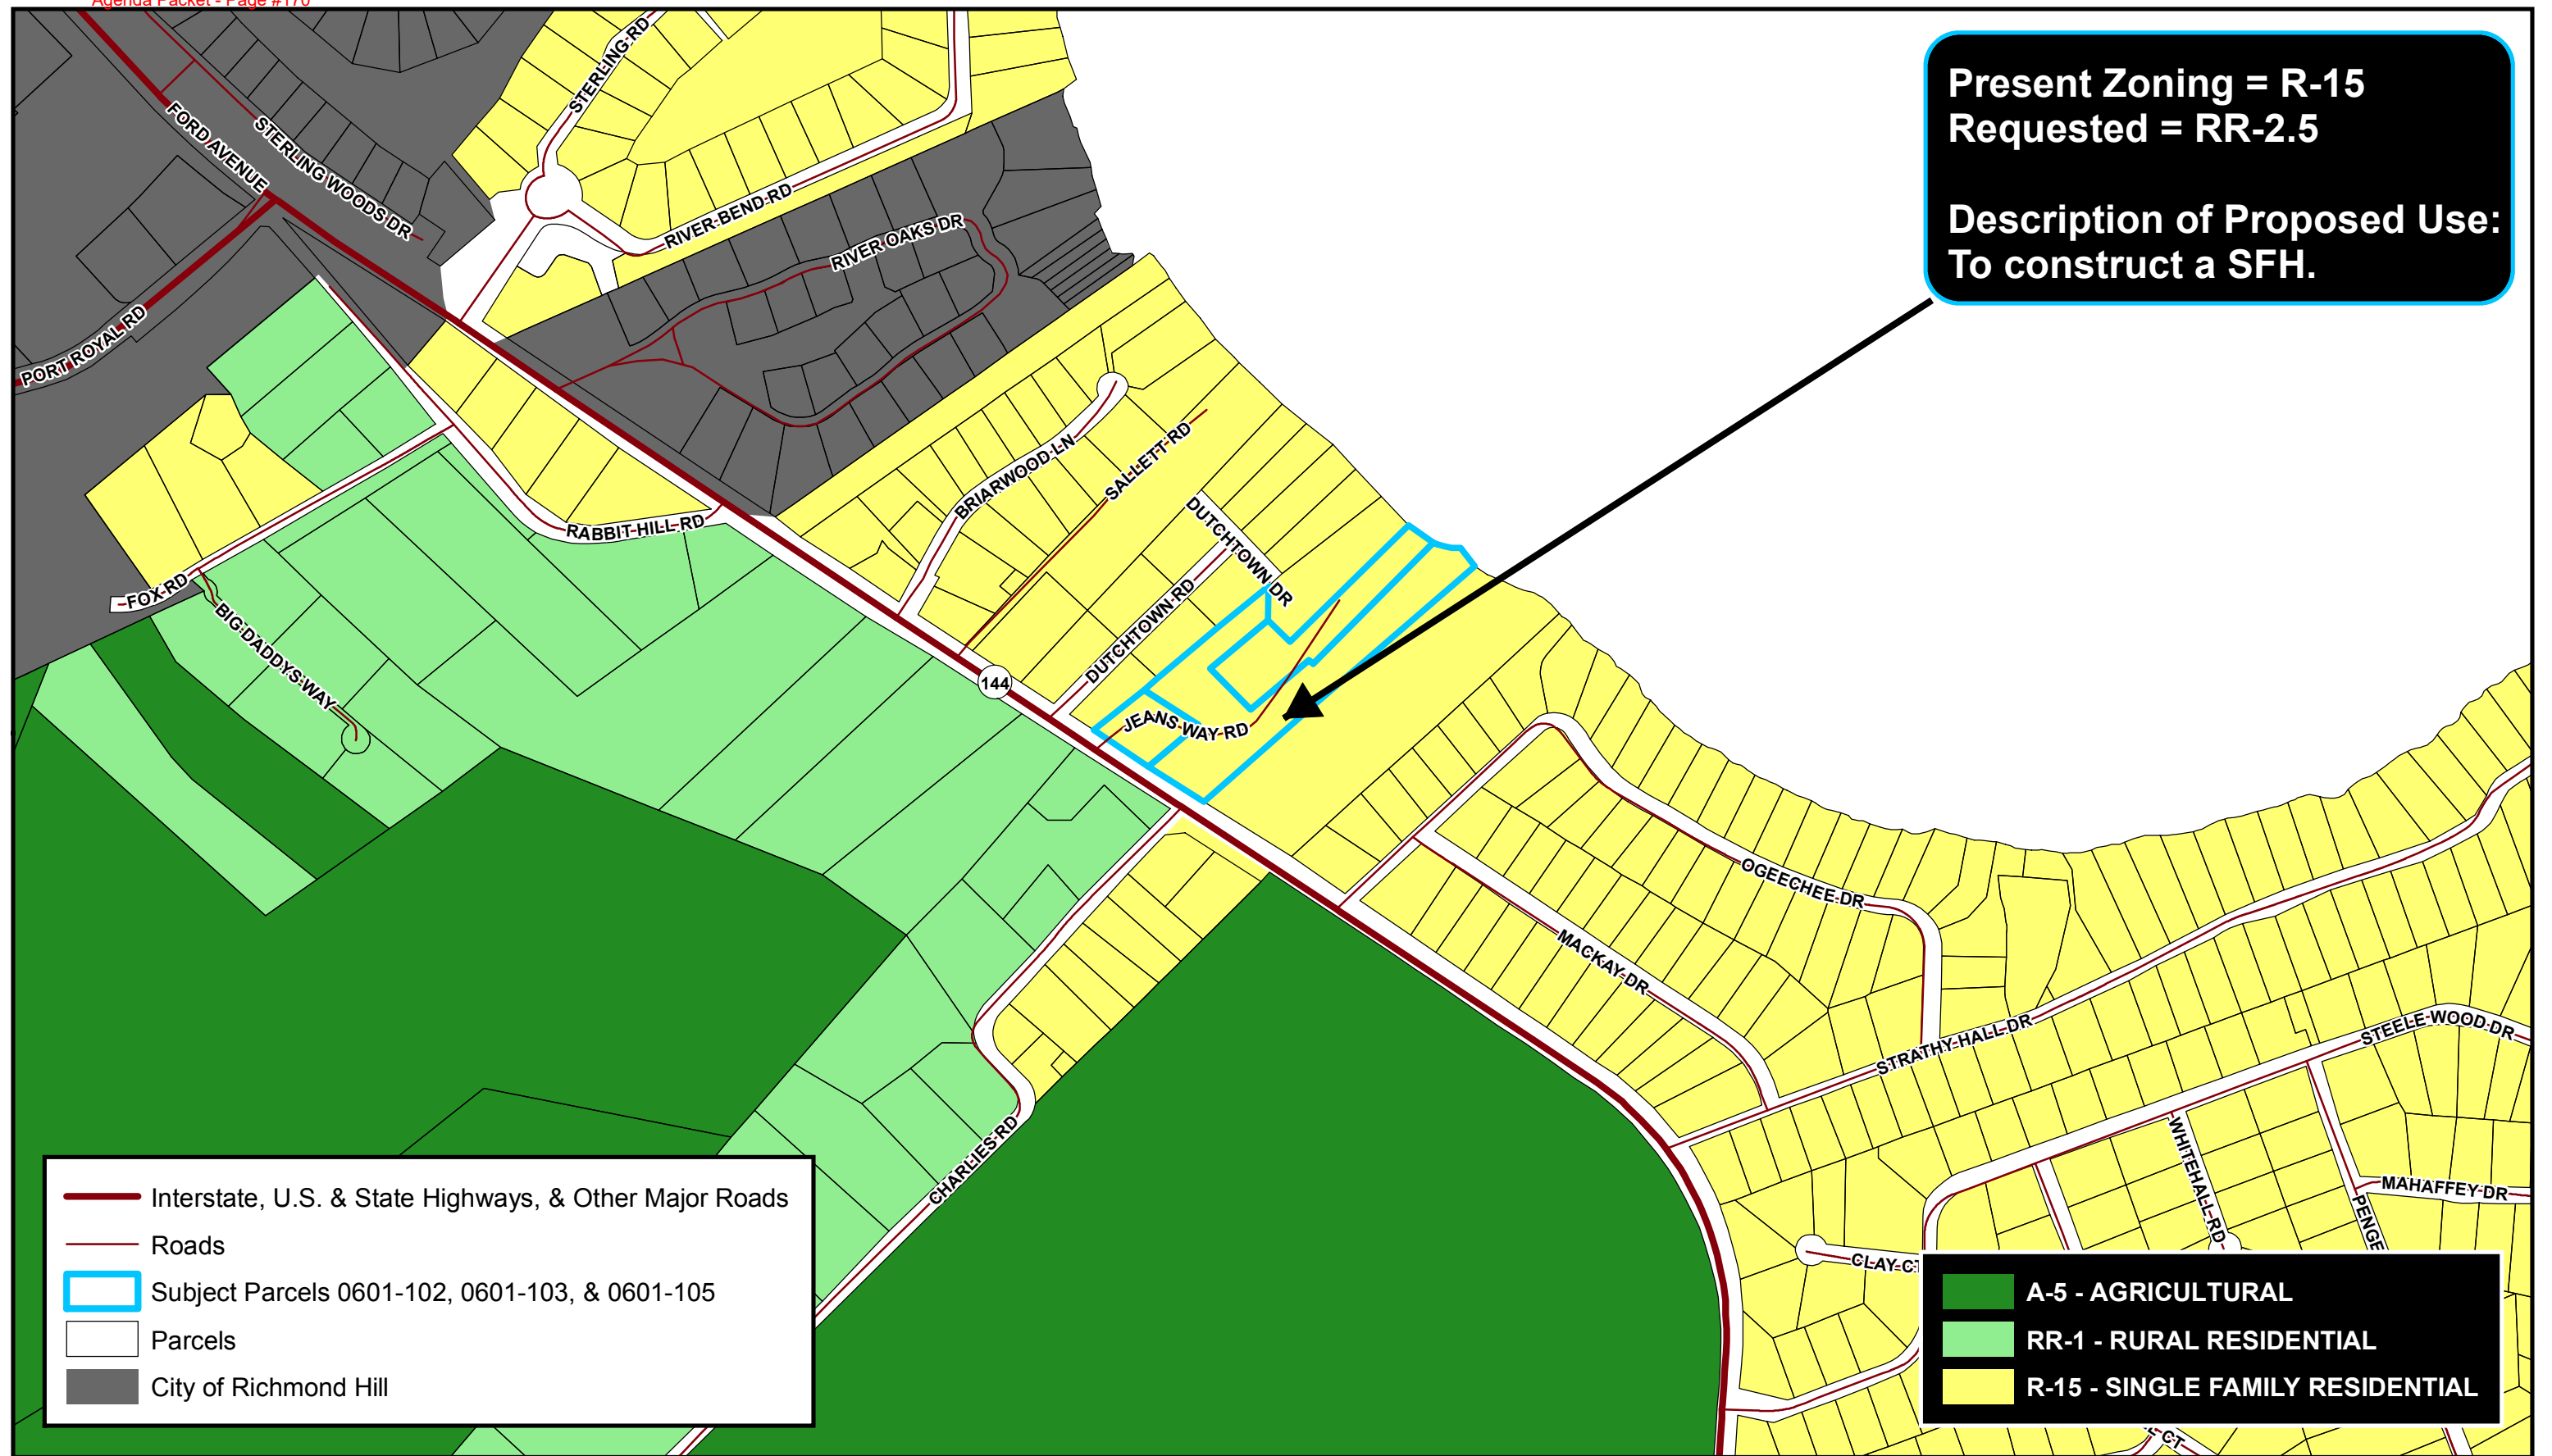 Agenda Packet - Page #170
Present Zoning = R-15
Requested = RR-2.5
Description of Proposed Use:
To construct a SFH.
STERLING RD
FORD AVENUE
STERLING WOODS DR
RIVER BEND RD
RIVER OAKS DR
PORT ROYAL RD
BRIARWOOD LN
SALLETT RD
RABBIT HILL RD
DUTCHTOWN DR
DUTCHTOWN RD
FOX RD
BIG DADDYS WAY
144
JEANS WAY RD
OGEECHEE DR
MACKAY DR
STRATHY HALL DR
STEELE WOOD DR
CHARLIES RD
WHITEHALL RD
MAHAFFEY DR
PENGE
CLAY CT
CT
Interstate, U.S. & State Highways, & Other Major Roads
Roads
Subject Parcels 0601-102, 0601-103, & 0601-105
Parcels
City of Richmond Hill
A-5 - AGRICULTURAL
RR-1 - RURAL RESIDENTIAL
R-15 - SINGLE FAMILY RESIDENTIAL